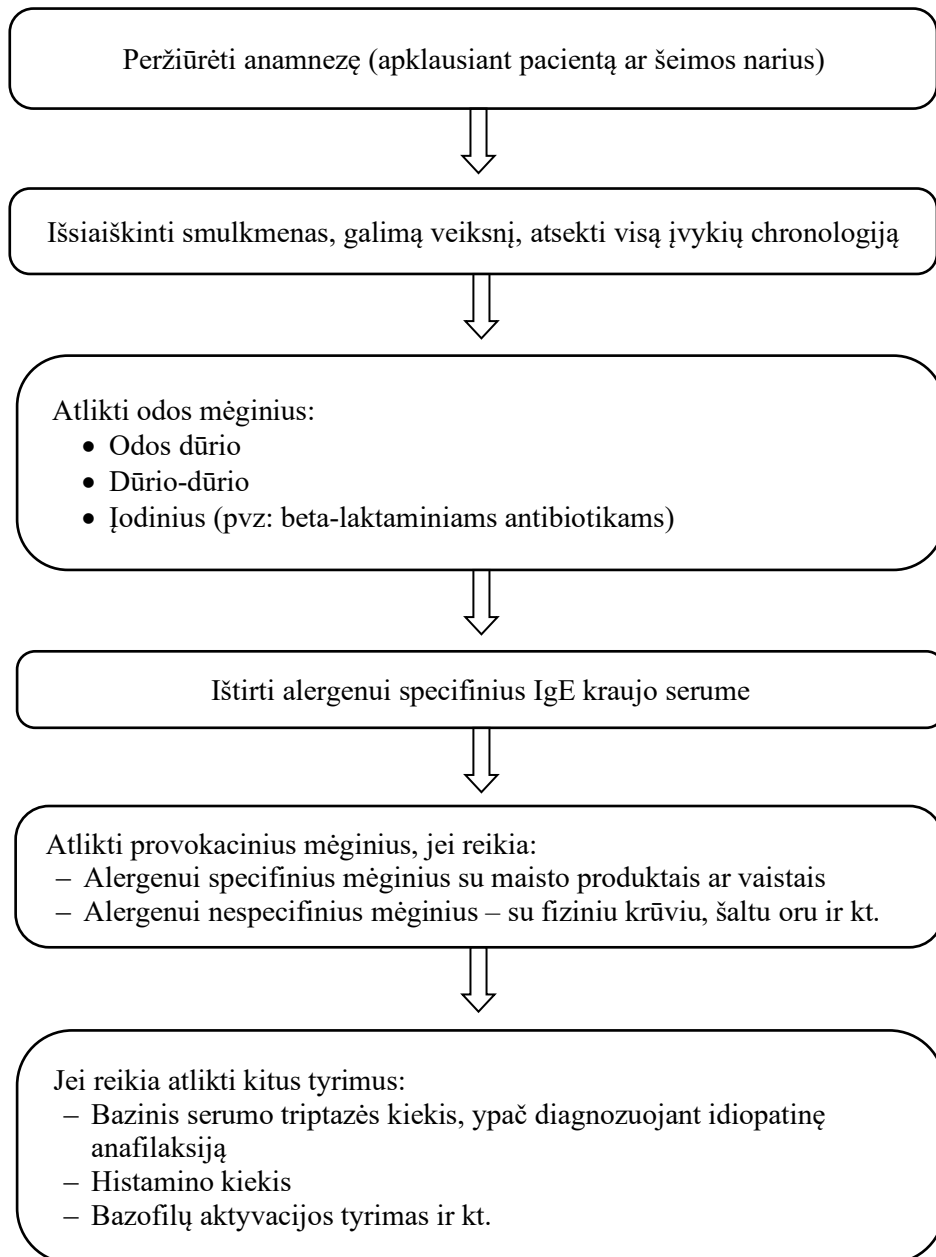 Peržiūrėti anamnezę (apklausiant pacientą ar šeimos narius)
Išsiaiškinti smulkmenas, galimą veiksnį, atsekti visą įvykių chronologiją
Atlikti odos mėginius:
• Odos dūrio
• Dūrio-dūrio
• Įodinius (pvz: beta-laktaminiams antibiotikams)
Ištirti alergenui specifinius IgE kraujo serume
Atlikti provokacinius mėginius, jei reikia:
– Alergenui specifinius mėginius su maisto produktais ar vaistais
– Alergenui nespecifinius mėginius – su fiziniu krūviu, šaltu oru ir kt.
Jei reikia atlikti kitus tyrimus:
– Bazinis serumo triptazės kiekis, ypač diagnozuojant idiopatinę
anafilaksiją
– Histamino kiekis
– Bazofilų aktyvacijos tyrimas ir kt.